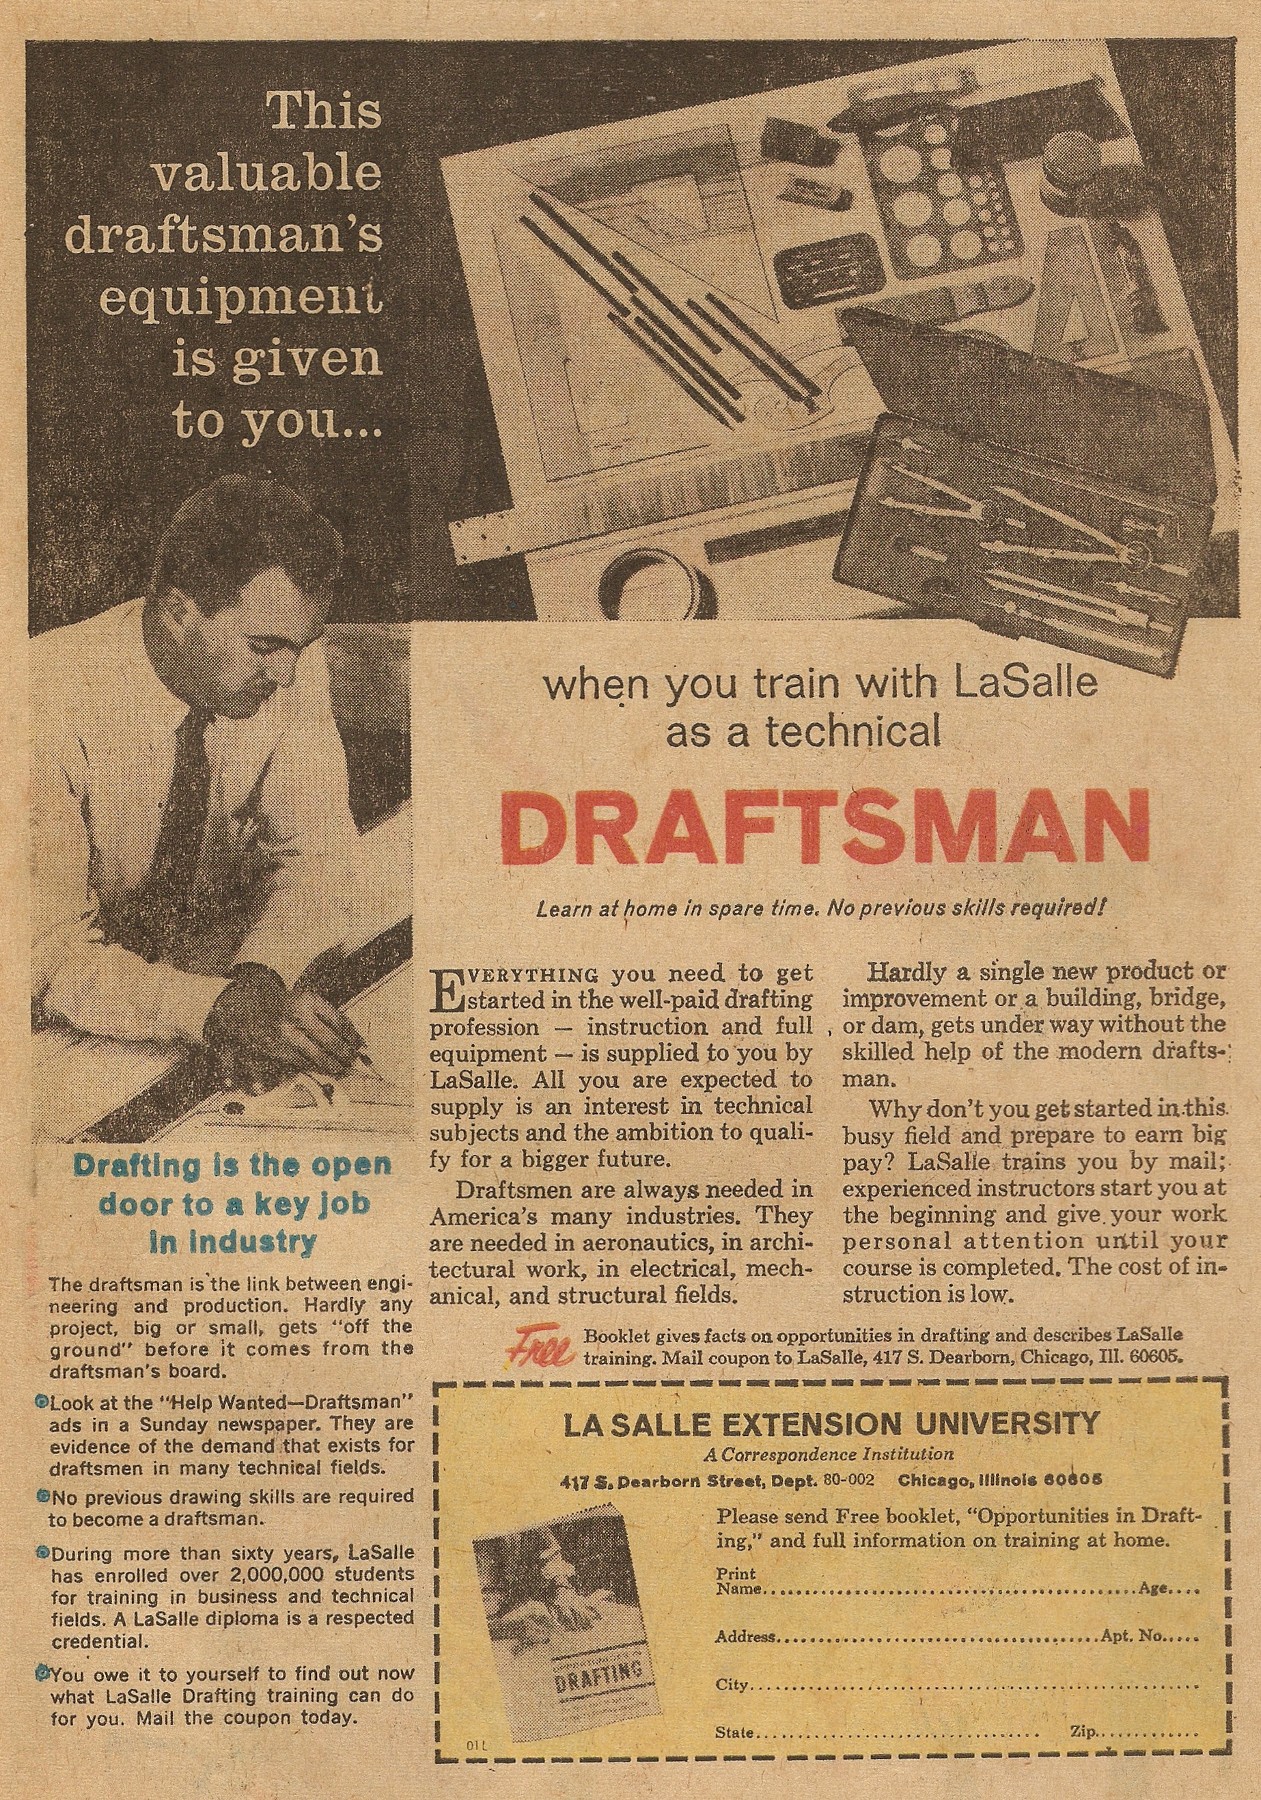 This
valuable
draftsman's
equipment
is given
to you...
when you train with LaSalle
as a technical
DRAFTSMAN
Learn at home in spare time. No previous skills required!
EVERYTHING you need to get
started in the well-paid drafting
profession — instruction and full
equipment — is supplied to you by
LaSalle. All you are expected to
supply is an interest in technical
subjects and the ambition to quali-
fy for a bigger future.
Draftsmen are always needed in
America's many industries. They
are needed in aeronautics, in archi-
tectural work, in electrical, mech-
anical, and structural fields.
Hardly a single new product or
improvement or a building, bridge,
or dam, gets under way without the
skilled help of the modern drafts-
man.
Why don't you get started in this
busy field and prepare to earn big
pay? LaSalle trains you by mail;
experienced instructors start you at
the beginning and give your work
personal attention until your
course is completed. The cost of in-
struction is low.
Drafting is the open
door to a key job
in industry
The draftsman is the link between engi-
neering and production. Hardly any
project, big or small, gets "off the
ground" before it comes from the
draftsman's board.
Look at the "Help Wanted—Draftsman"
ads in a Sunday newspaper. They are
evidence of the demand that exists for
draftsmen in many technical fields.
No previous drawing skills are required
to become a draftsman.
During more than sixty years, LaSalle
has enrolled over 2,000,000 students
for training in business and technical
fields. A LaSalle diploma is a respected
credential.
You owe it to yourself to find out now
what LaSalle Drafting training can do
for you. Mail the coupon today.
Free Booklet gives facts on opportunities in drafting and describes LaSalle
training. Mail coupon to LaSalle, 417 S. Dearborn, Chicago, Ill. 60605.
LA SALLE EXTENSION UNIVERSITY
A Correspondence Institution
417 S. Dearborn Street, Dept. 80-002 Chicago, Illinois 60605
Please send Free booklet, "Opportunities in Draft-
ing," and full information on training at home.
Print
Name.......................................Age....
Address....................................Apt. No.....
City.....................................................
State................................ Zip.............
DRAFTING